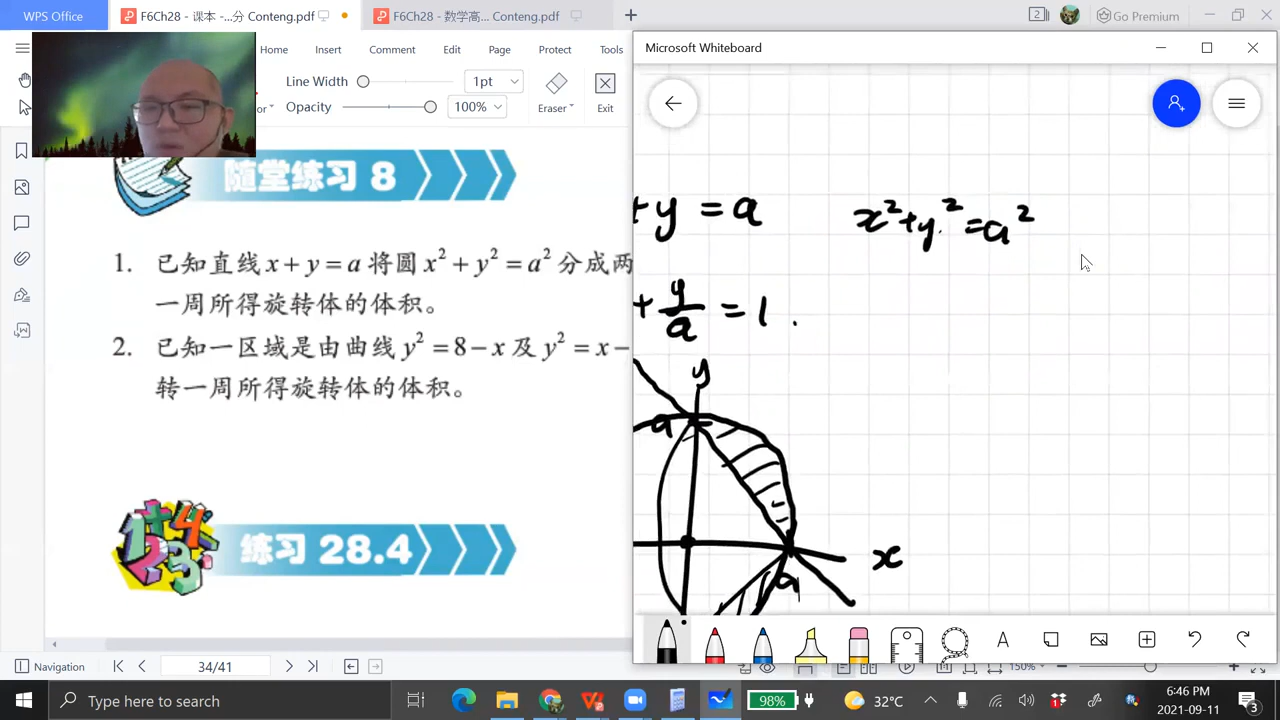 WPS Office
F6Ch28 - 课本 -...分 Conteng.pdf
F6Ch28 - 数学高... Conteng.pdf
2
Go Premium
Home Insert Comment Edit Page Protect Tools
Line Width 1pt
Opacity 100%
Eraser
Exit
Microsoft Whiteboard
随堂练习 8
1. 已知直线 x + y = a 将圆 x² + y² = a² 分成两
一周所得旋转体的体积。
2. 已知一区域是由曲线 y² = 8 − x 及 y² = x −
转一周所得旋转体的体积。
练习 28.4
+y = a
x²+y² = a²
+ y/a = 1.
y
a
x
a
A
Navigation
34/41
150%
Type here to search
98%
32°C
6:46 PM
2021-09-11
3